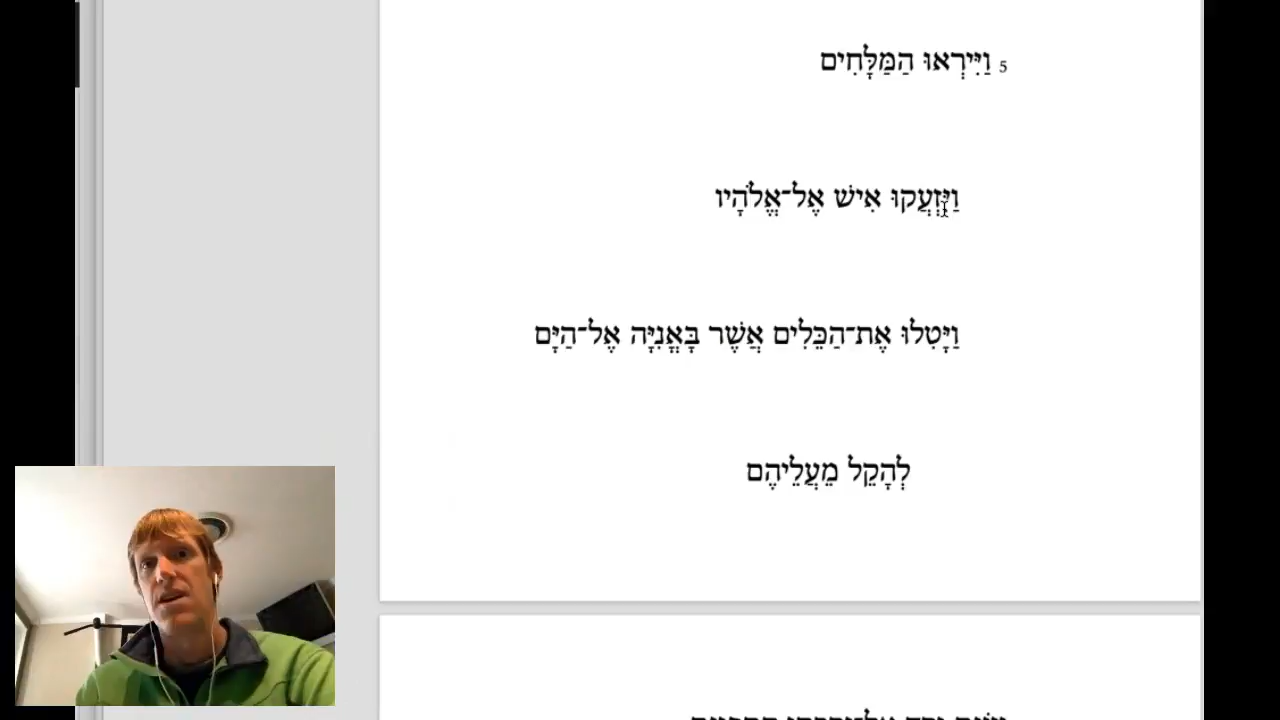 5 וַיִּירְאוּ הַמַּלָּחִים
וַיִּזְעֲקוּ אִישׁ אֶל־אֱלֹהָיו
וַיָּטִלוּ אֶת־הַכֵּלִים אֲשֶׁר בָּאֳנִיָּה אֶל־הַיָּם
לְהָקֵל מֵעֲלֵיהֶם